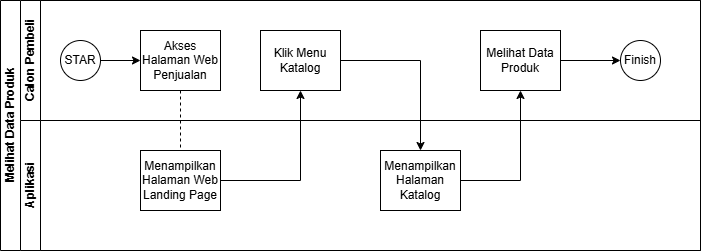 Melihat Data Produk
Calon Pembeli
STAR
Akses
Halaman Web
Penjualan
Klik Menu
Katalog
Melihat Data
Produk
Finish
Aplikasi
Menampilkan
Halaman Web
Landing Page
Menampilkan
Halaman
Katalog